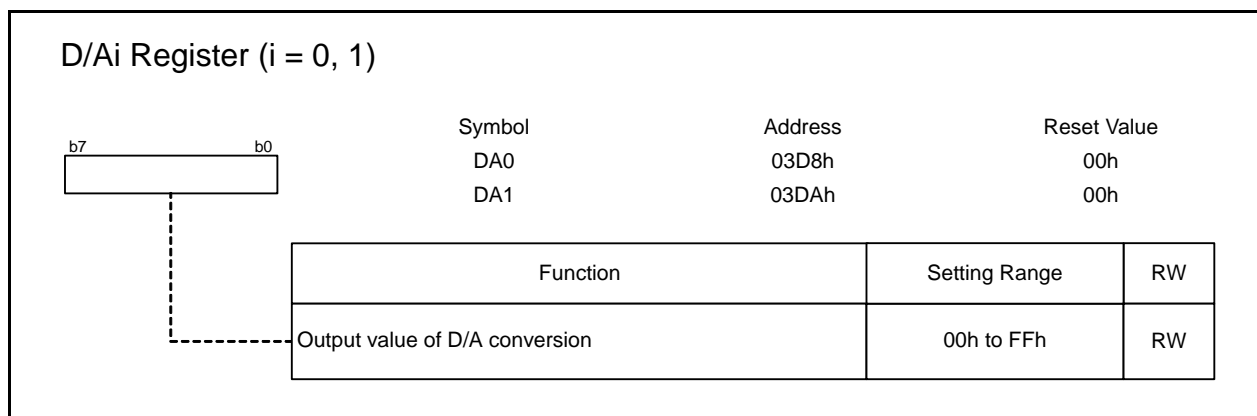 D/Ai Register (i = 0, 1)
Symbol Address Reset Value
b7 b0
DA0 03D8h 00h
DA1 03DAh 00h
Function Setting Range RW
Output value of D/A conversion 00h to FFh RW